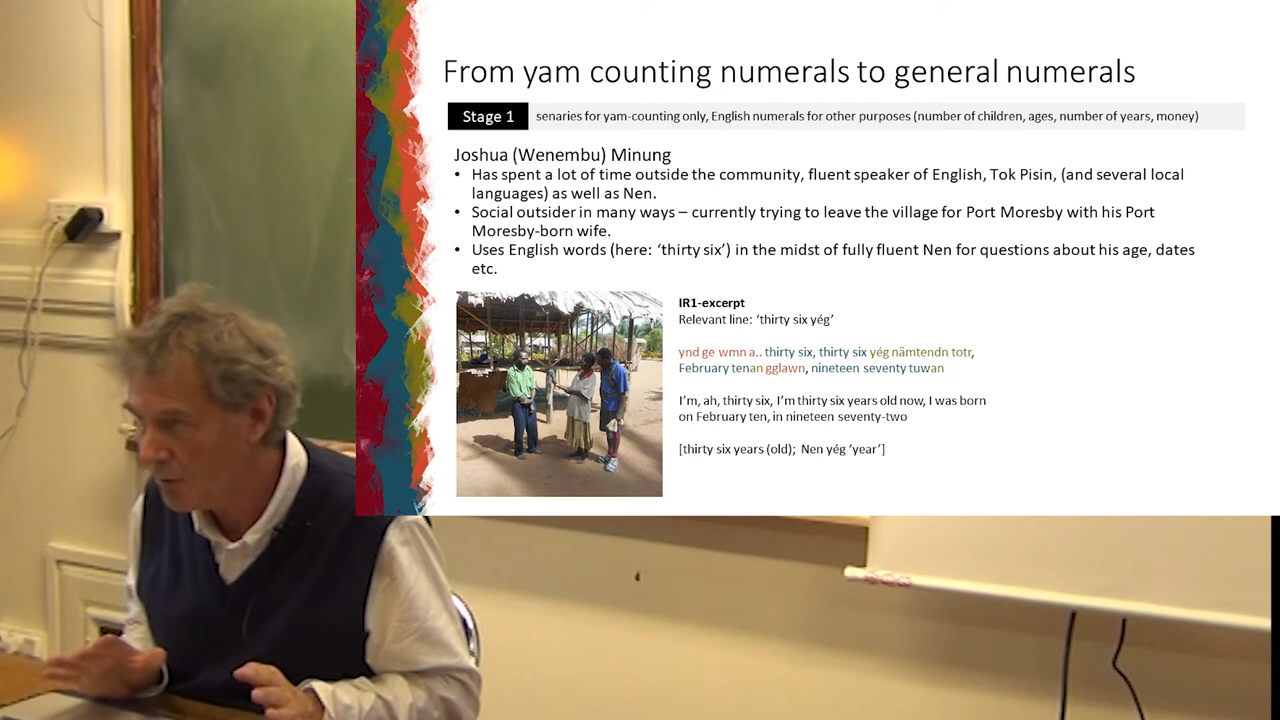 From yam counting numerals to general numerals
Stage 1
senaries for yam-counting only, English numerals for other purposes (number of children, ages, number of years, money)
Joshua (Wenembu) Minung
• Has spent a lot of time outside the community, fluent speaker of English, Tok Pisin, (and several local
languages) as well as Nen.
• Social outsider in many ways – currently trying to leave the village for Port Moresby with his Port
Moresby-born wife.
• Uses English words (here: ‘thirty six’) in the midst of fully fluent Nen for questions about his age, dates
etc.
IR1-excerpt
Relevant line: ‘thirty six yég’
ynd ge wmn a.. thirty six, thirty six yég nämtendn totr,
February tenan gglawn, nineteen seventy tuwan
I’m, ah, thirty six, I’m thirty six years old now, I was born
on February ten, in nineteen seventy-two
[thirty six years (old); Nen yég ‘year’]